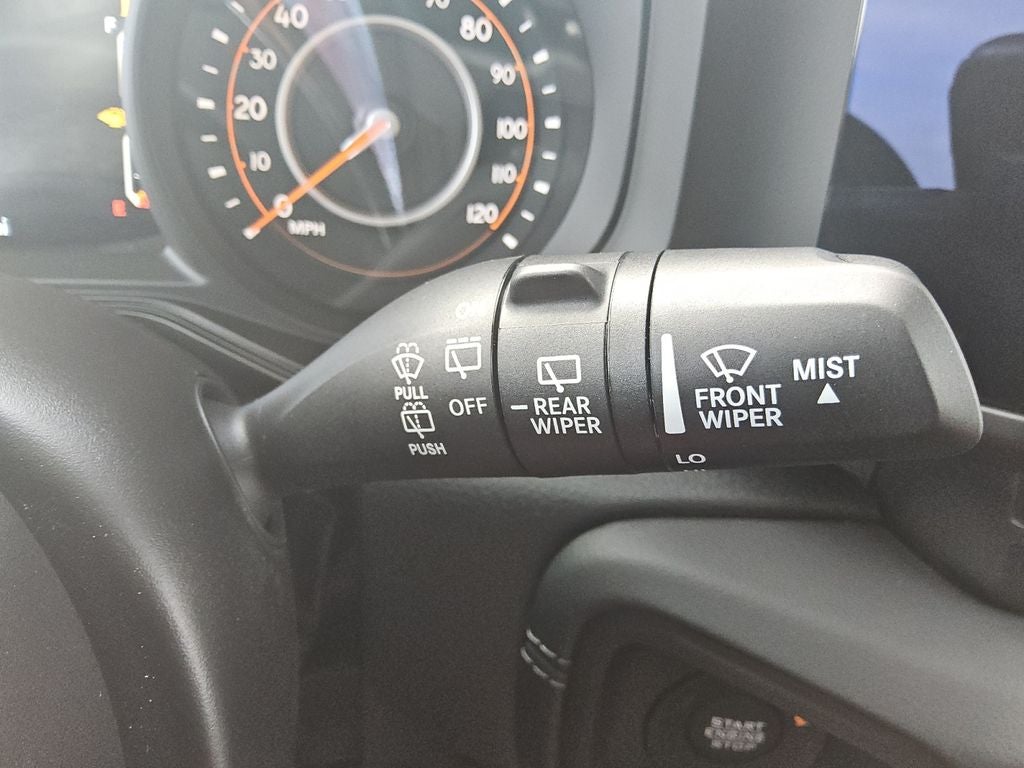 F
40
80
30
90
20
100
10
110
0
120
MPH
E
MIST
PULL
FRONT
OFF
REAR
WIPER
WIPER
PUSH
LO
START
ENGINE
STOP